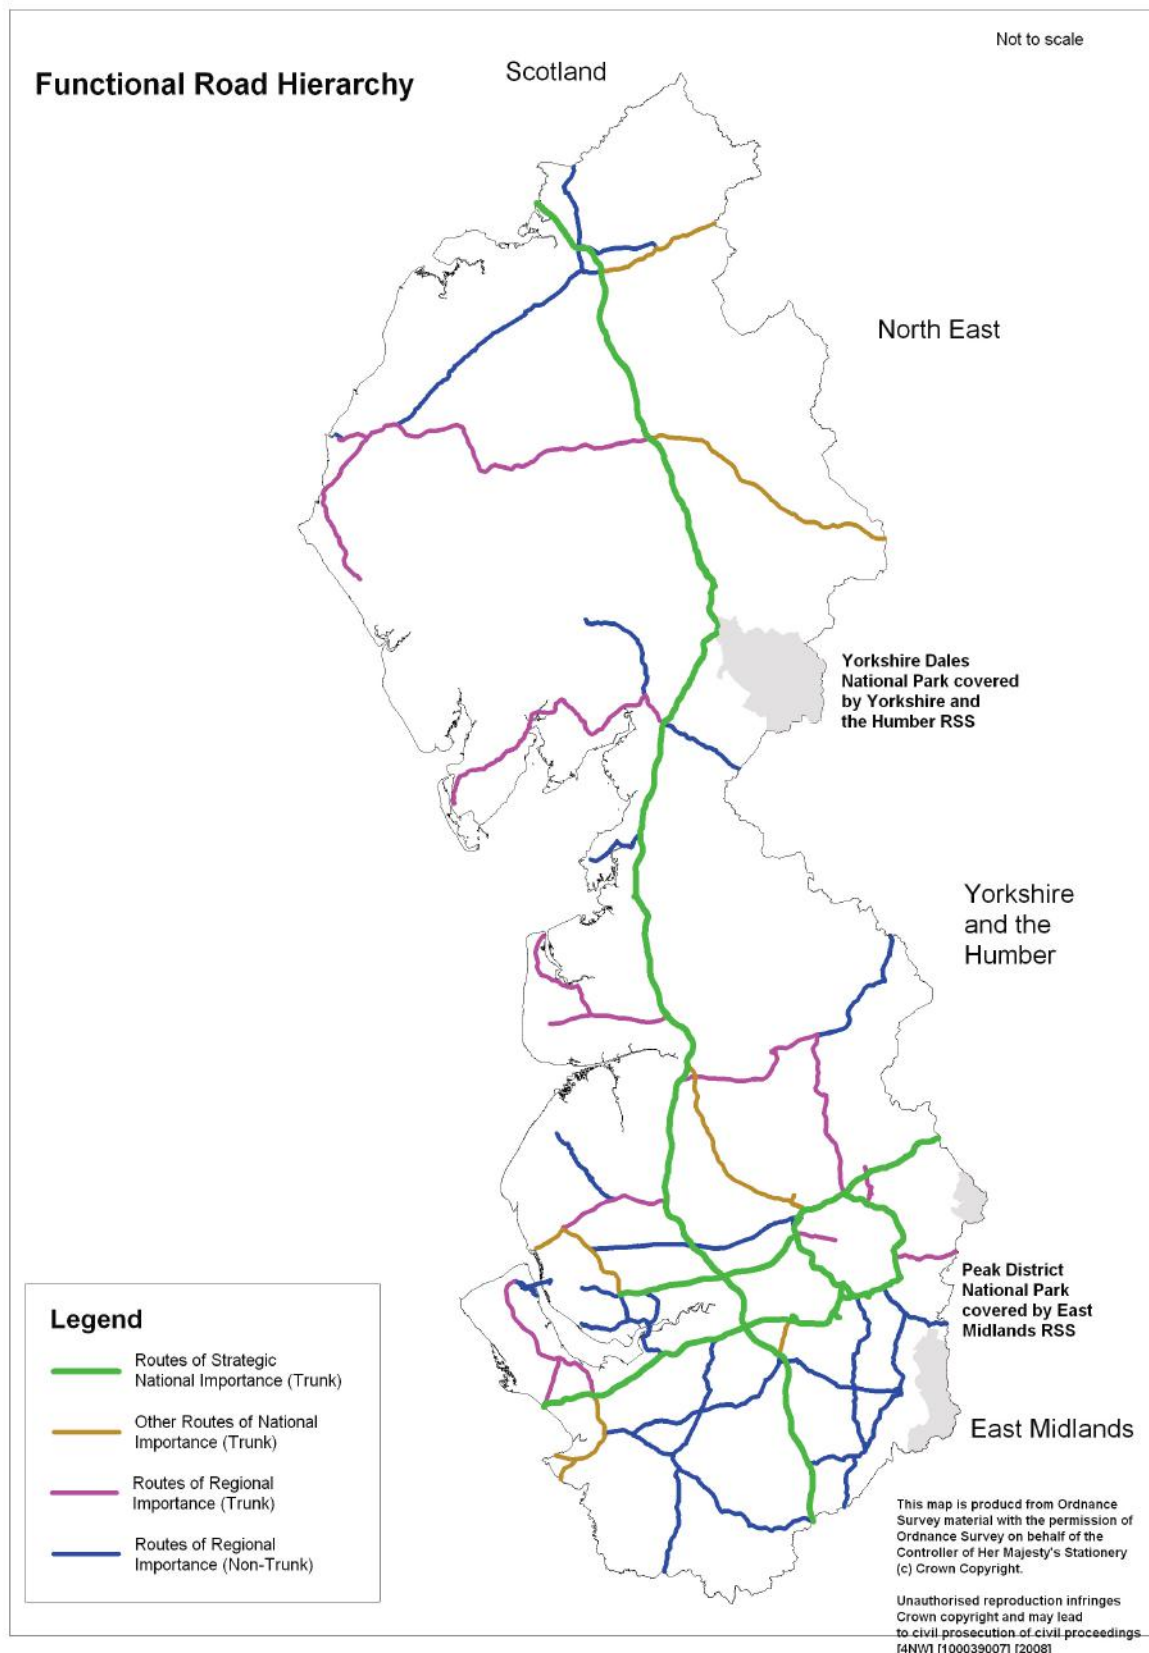 Not to scale
Functional Road Hierarchy
Scotland
North East
Yorkshire Dales
National Park covered
by Yorkshire and
the Humber RSS
Yorkshire
and the
Humber
Peak District
National Park
covered by East
Midlands RSS
East Midlands
Legend
Routes of Strategic
National Importance (Trunk)
Other Routes of National
Importance (Trunk)
Routes of Regional
Importance (Trunk)
Routes of Regional
Importance (Non-Trunk)
This map is producd from Ordnance
Survey material with the permission of
Ordnance Survey on behalf of the
Controller of Her Majesty's Stationery
(c) Crown Copyright.
Unauthorised reproduction infringes
Crown copyright and may lead
to civil prosecution of civil proceedings
[4NW] [100039007] [2008]